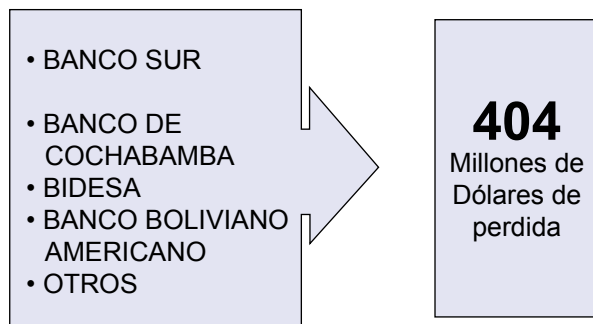 • BANCO SUR
• BANCO DE
COCHABAMBA
• BIDESA
• BANCO BOLIVIANO
AMERICANO
• OTROS
404
Millones de
Dólares de
perdida